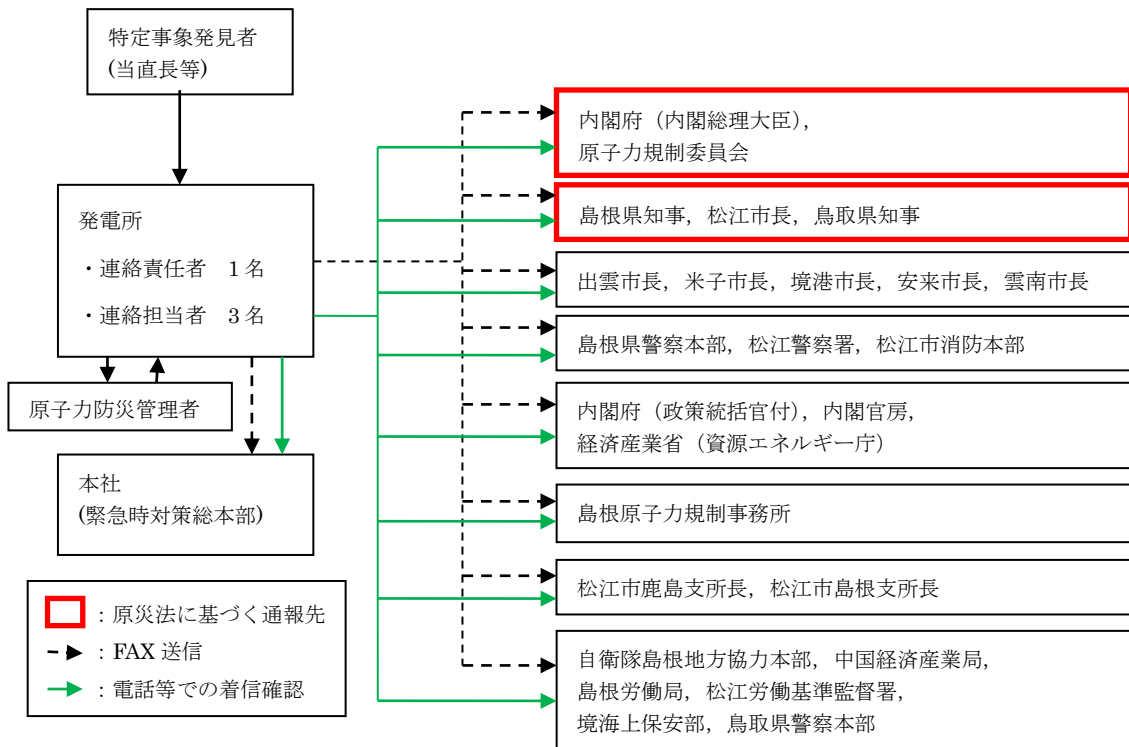 特定事象発見者
(当直長等)
発電所
・連絡責任者　1名
・連絡担当者　3名
原子力防災管理者
本社
(緊急時対策総本部)
：原災法に基づく通報先
：FAX 送信
：電話等での着信確認
内閣府（内閣総理大臣），
原子力規制委員会
島根県知事，松江市長，鳥取県知事
出雲市長，米子市長，境港市長，安来市長，雲南市長
島根県警察本部，松江警察署，松江市消防本部
内閣府（政策統括官付），内閣官房，
経済産業省（資源エネルギー庁）
島根原子力規制事務所
松江市鹿島支所長，松江市島根支所長
自衛隊島根地方協力本部，中国経済産業局，
島根労働局，松江労働基準監督署，
境海上保安部，鳥取県警察本部